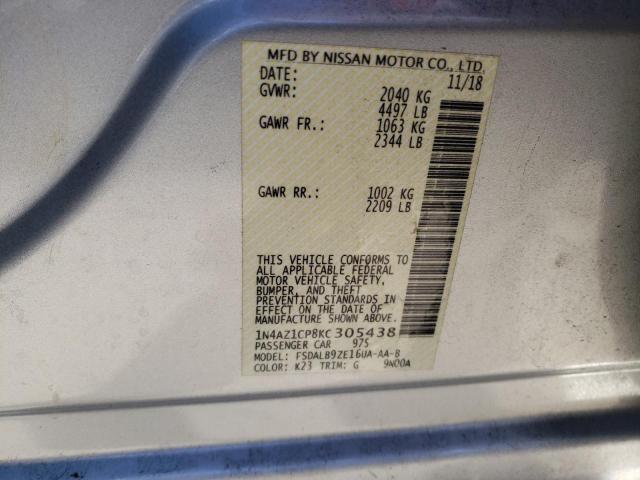 MFD BY NISSAN MOTOR CO., LTD.
DATE: 11/18
GVWR: 2040 KG
4497 LB
GAWR FR.: 1063 KG
2344 LB
GAWR RR.: 1002 KG
2209 LB
THIS VEHICLE CONFORMS TO
ALL APPLICABLE FEDERAL
MOTOR VEHICLE SAFETY,
BUMPER, AND THEFT
PREVENTION STANDARDS IN
EFFECT ON THE DATE OF
MANUFACTURE SHOWN ABOVE.
1N4AZ1CP8KC305438
PASSENGER CAR 975
MODEL: FSDALB9ZE16UA-AA-B
COLOR: K23 TRIM: G 9N00A